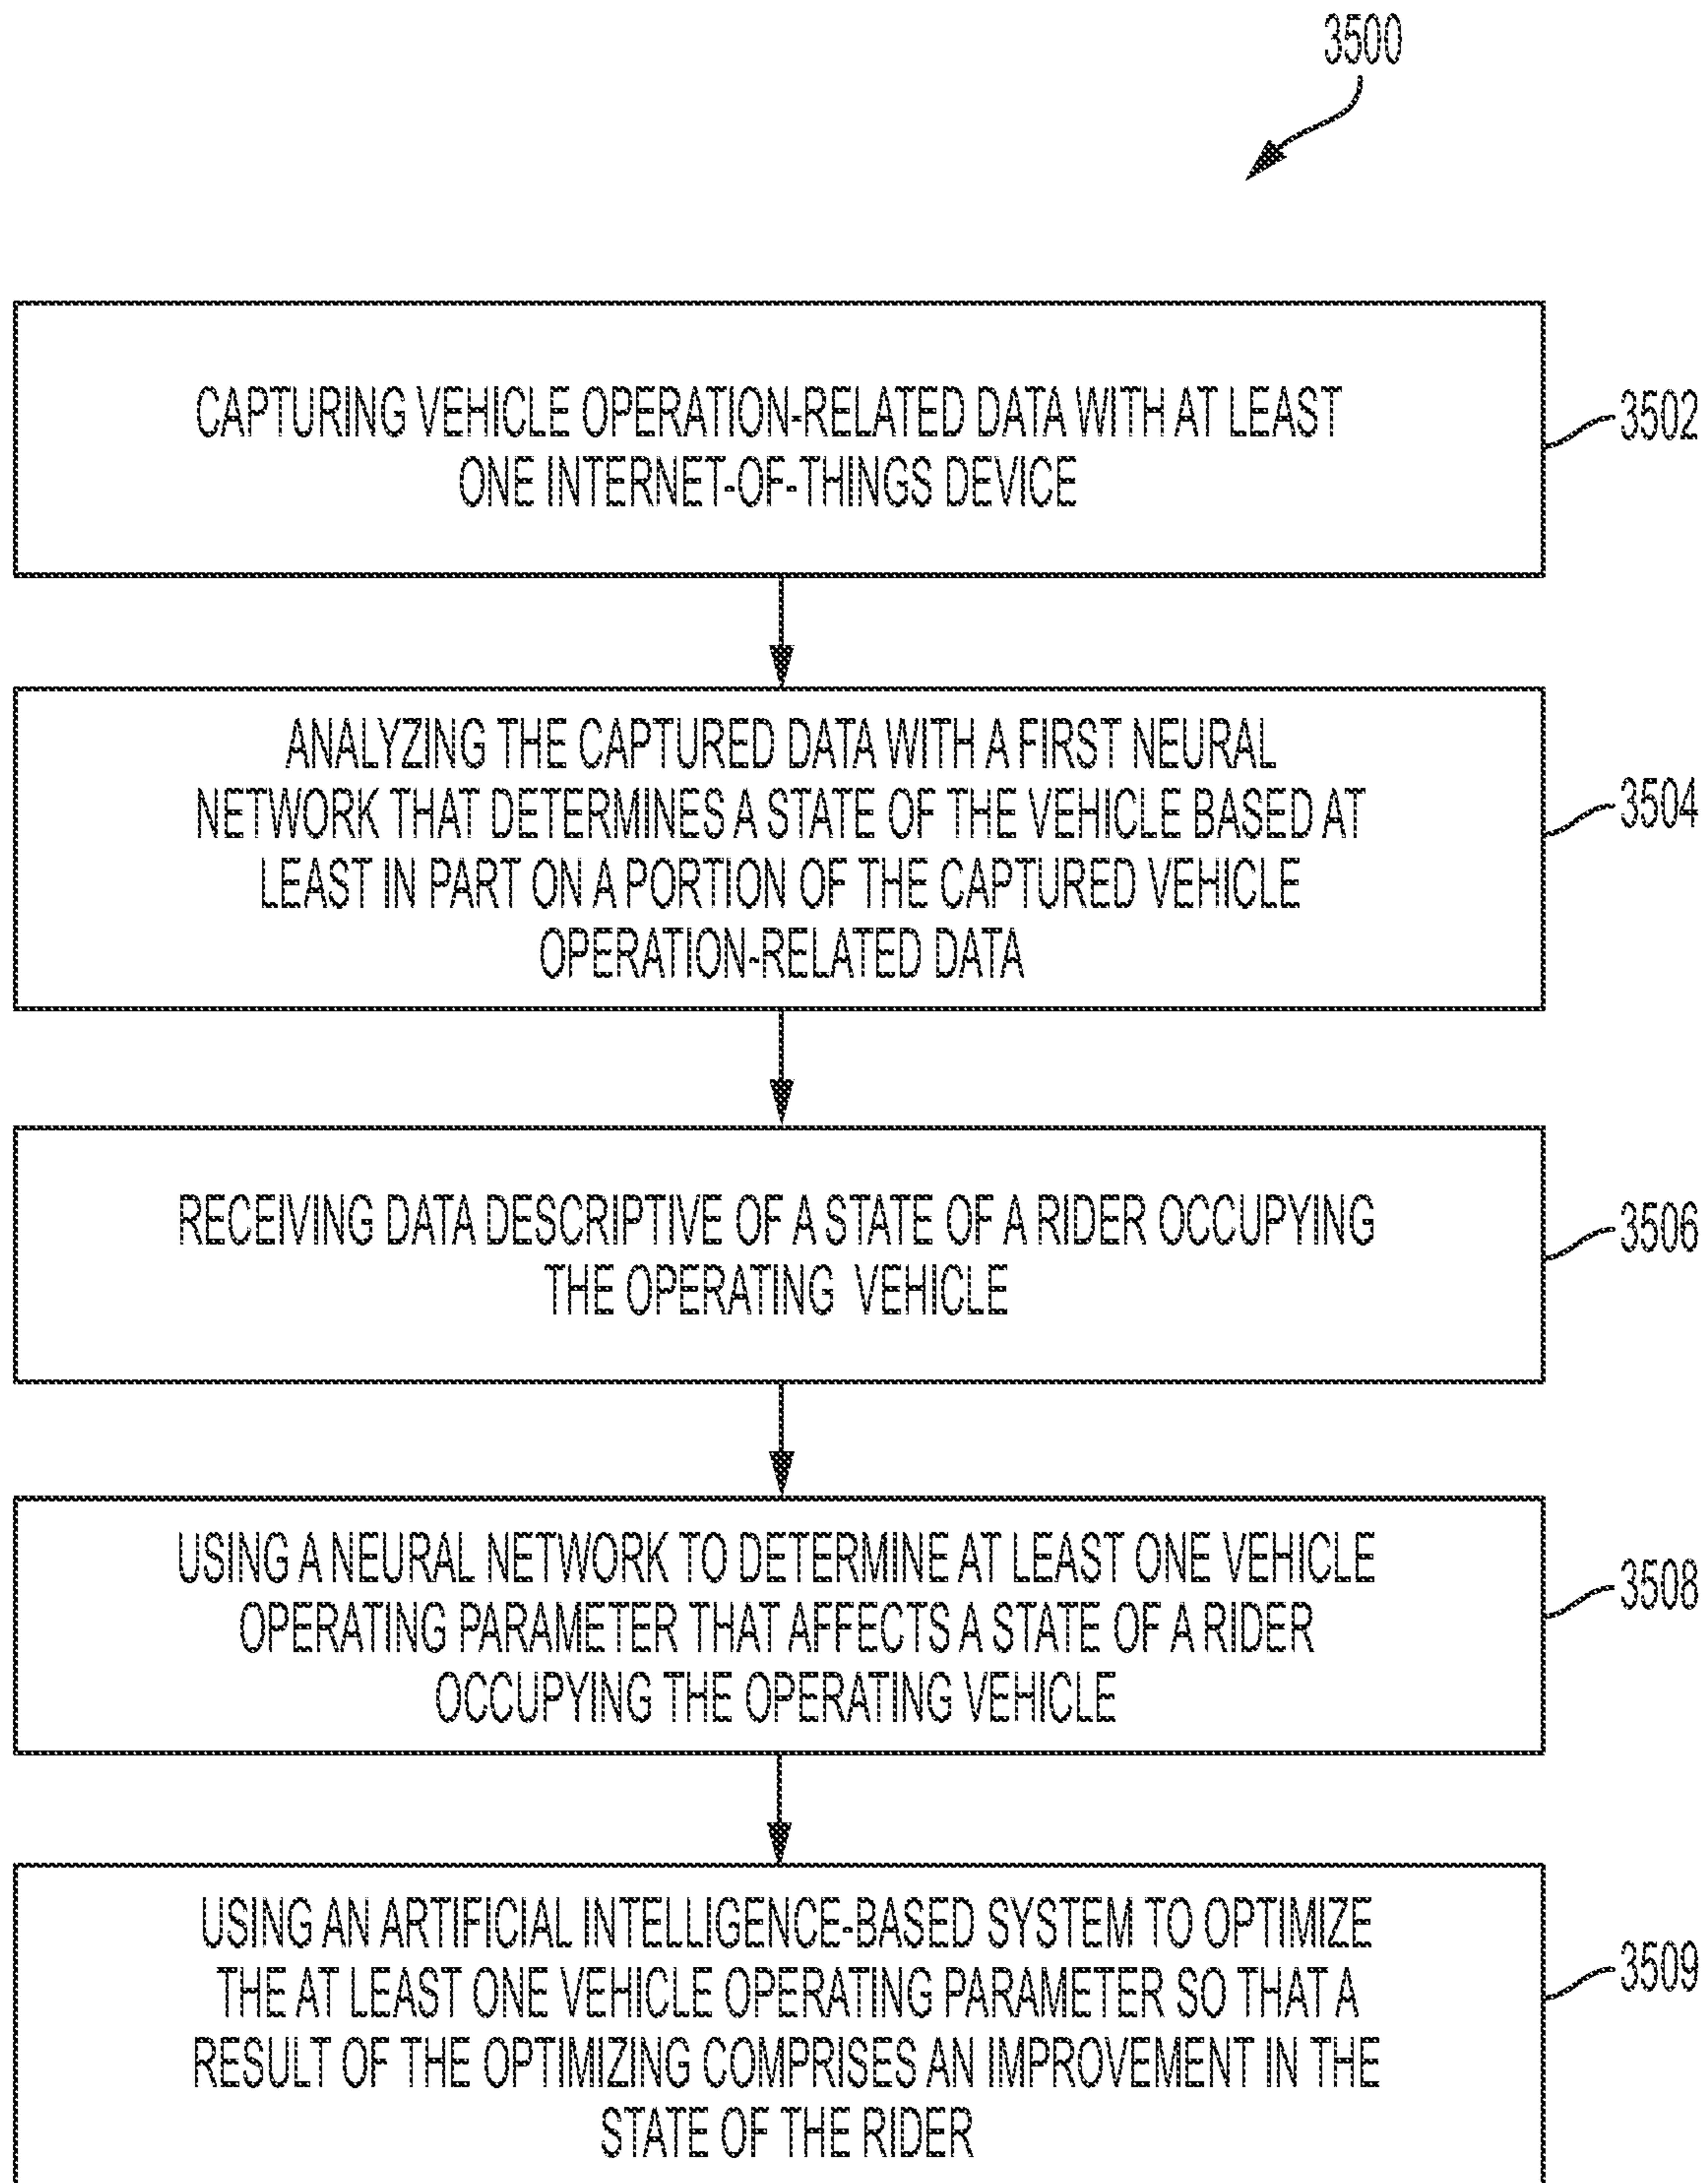 3500
CAPTURING VEHICLE OPERATION-RELATED DATA WITH AT LEAST
ONE INTERNET-OF-THINGS DEVICE
3502
ANALYZING THE CAPTURED DATA WITH A FIRST NEURAL
NETWORK THAT DETERMINES A STATE OF THE VEHICLE BASED AT
LEAST IN PART ON A PORTION OF THE CAPTURED VEHICLE
OPERATION-RELATED DATA
3504
RECEIVING DATA DESCRIPTIVE OF A STATE OF A RIDER OCCUPYING
THE OPERATING VEHICLE
3506
USING A NEURAL NETWORK TO DETERMINE AT LEAST ONE VEHICLE
OPERATING PARAMETER THAT AFFECTS A STATE OF A RIDER
OCCUPYING THE OPERATING VEHICLE
3508
USING AN ARTIFICIAL INTELLIGENCE-BASED SYSTEM TO OPTIMIZE
THE AT LEAST ONE VEHICLE OPERATING PARAMETER SO THAT A
RESULT OF THE OPTIMIZING COMPRISES AN IMPROVEMENT IN THE
STATE OF THE RIDER
3509